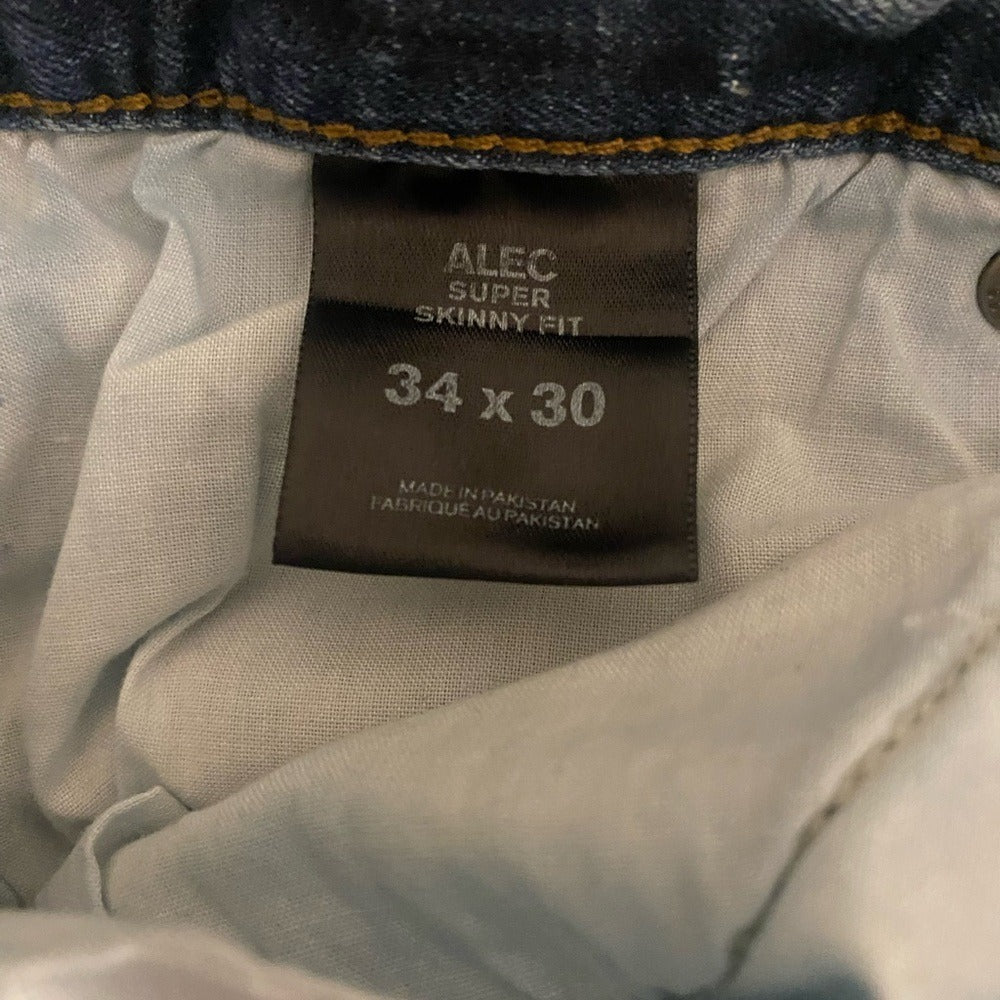 ALEC
SUPER
SKINNY FIT
34 x 30
MADE IN PAKISTAN
FABRIQUE AU PAKISTAN